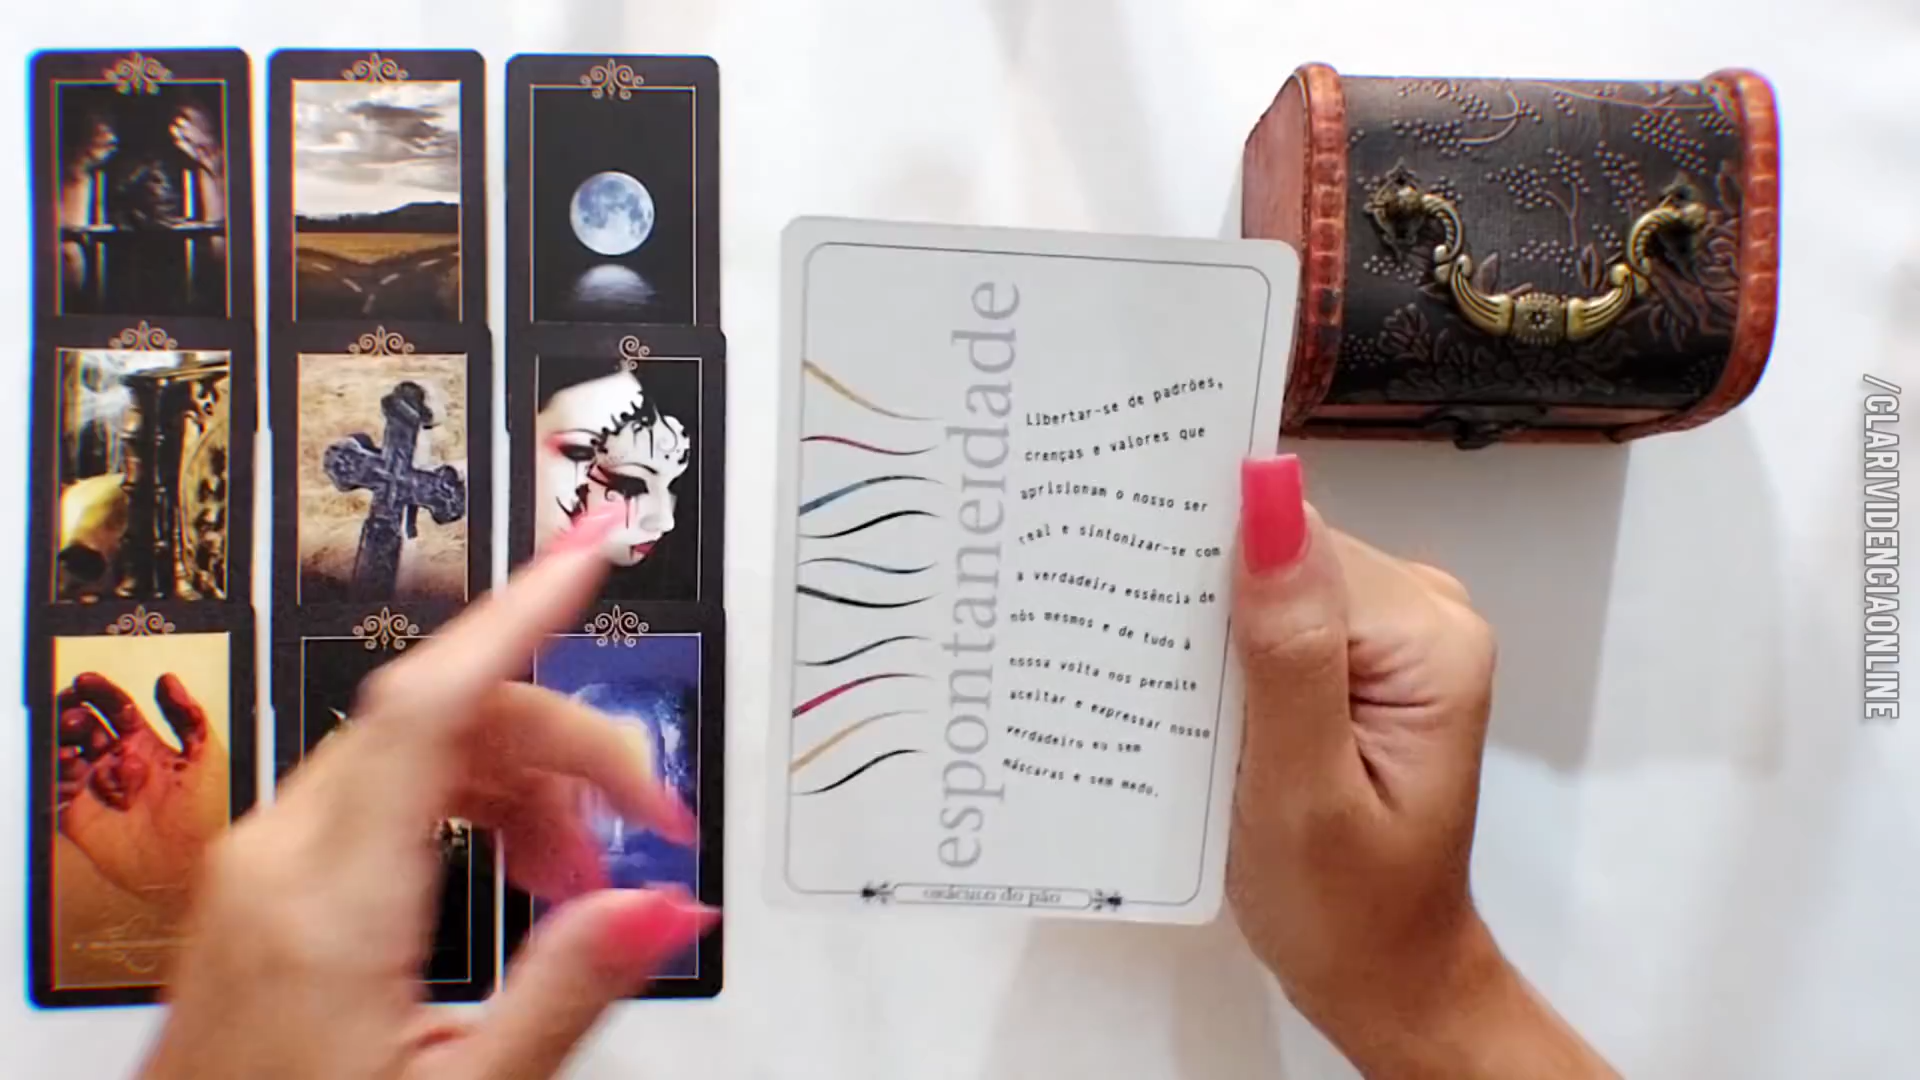 espontaneidade
Libertar-se de padrões,
crenças e valores que
aprisionam o nosso ser
real e sintonizar-se com
a verdadeira essência de
nós mesmos e de tudo à
nossa volta nos permite
aceitar e expressar nosso
verdadeiro eu sem
máscaras e sem medo.
oráculo do pão
/CLARIVIDENCIAONLINE